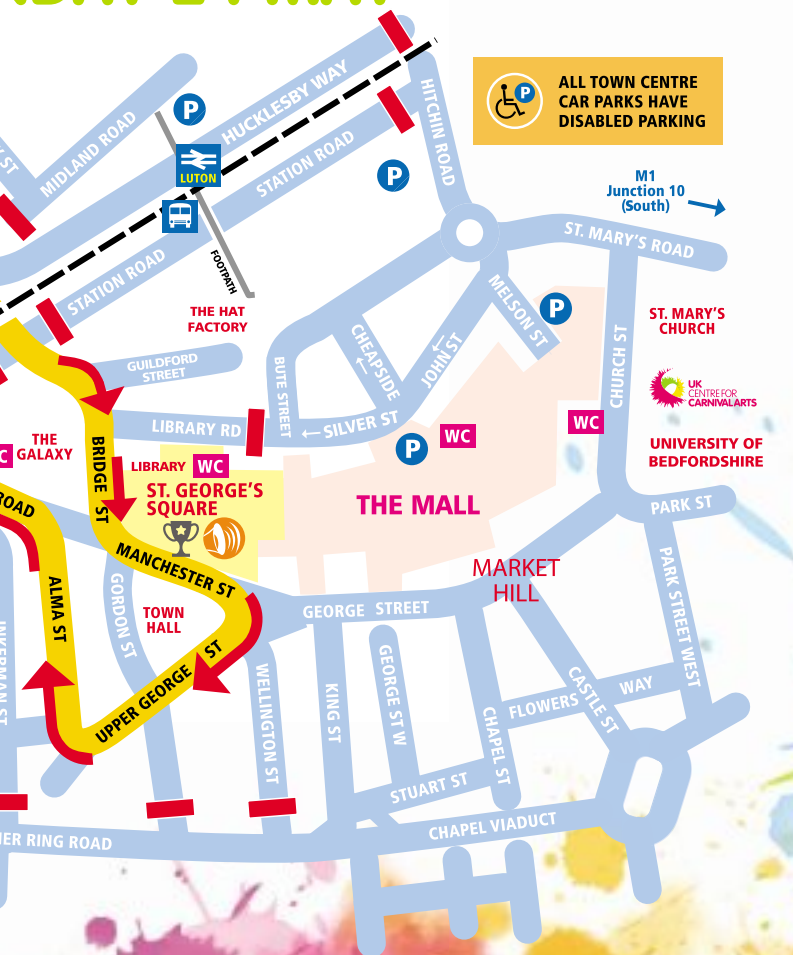 ALL TOWN CENTRE
CAR PARKS HAVE
DISABLED PARKING
P
HUCKLESBY WAY
HITCHIN ROAD
MIDLAND ROAD
P
LUTON
STATION ROAD
P
M1
Junction 10
(South)
ST. MARY'S ROAD
STATION ROAD
FOOTPATH
THE HAT
FACTORY
MELSON ST
P
ST. MARY'S
CHURCH
CHEAPSIDE
JOHN ST
GUILDFORD
STREET
BUTE STREET
CHURCH ST
UK
CENTRE FOR
CARNIVAL ARTS
LIBRARY RD
← SILVER ST
WC
WC
P
THE
GALAXY
BRIDGE ST
LIBRARY
WC
UNIVERSITY OF
BEDFORDSHIRE
ST. GEORGE'S
SQUARE
THE MALL
PARK ST
ROAD
MANCHESTER ST
MARKET
HILL
PARK STREET WEST
ALMA ST
GORDON ST
TOWN
HALL
GEORGE STREET
UPPER GEORGE ST
WELLINGTON ST
KING ST
GEORGE ST W
CHAPEL ST
CASTLE ST
FLOWERS WAY
STUART ST
CHAPEL VIADUCT
RING ROAD